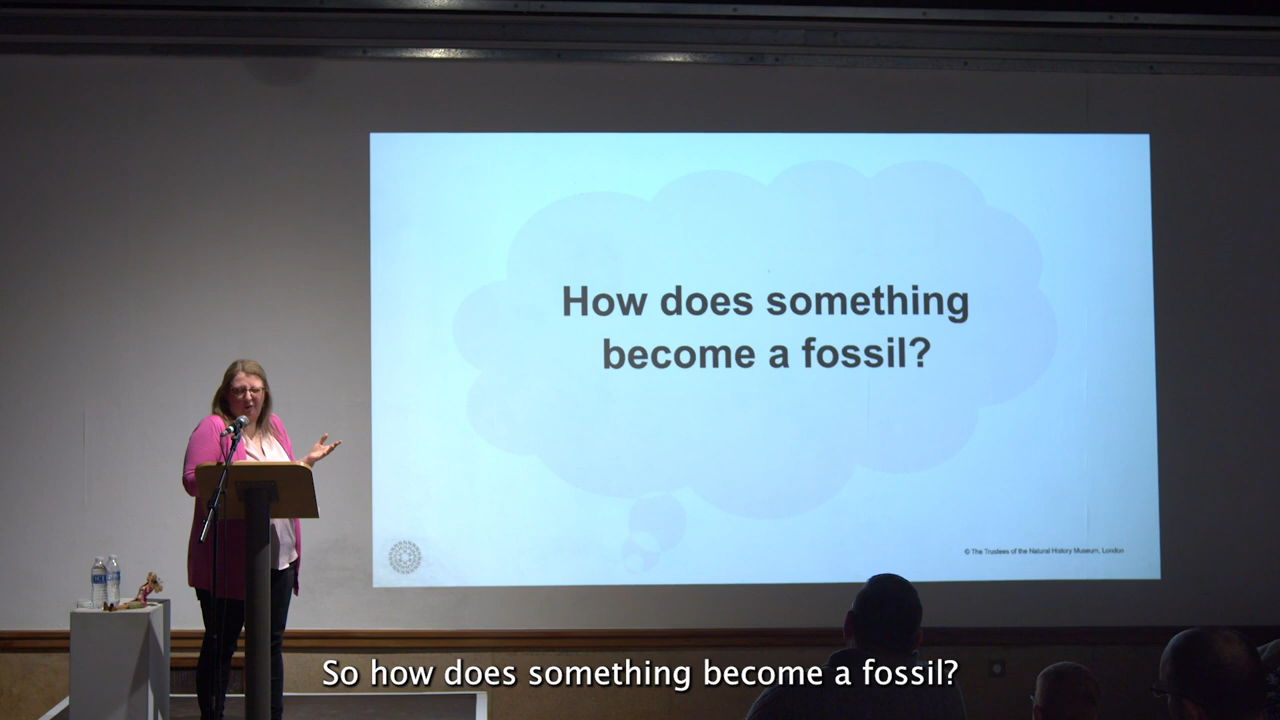 How does something
become a fossil?
© The Trustees of the Natural History Museum, London
So how does something become a fossil?